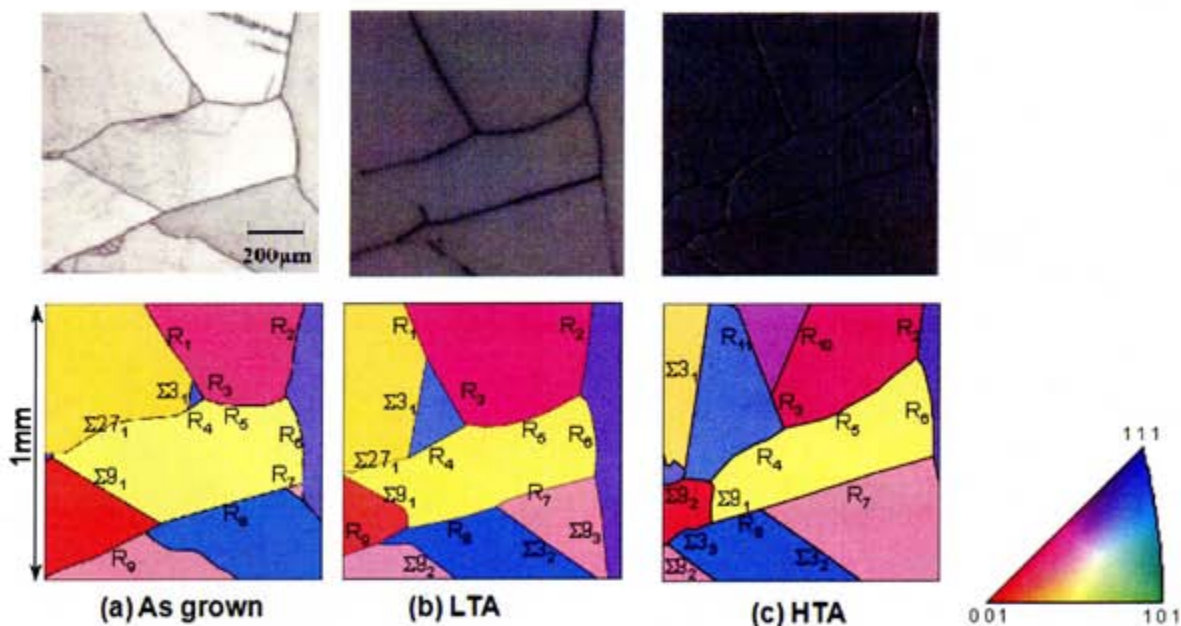 200µm
1mm
R₁
R₂
Σ3₁
R₃
Σ27₁
R₄
R₅
R₆
Σ9₁
R₇
R₈
R₉
R₁
R₂
Σ3₁
R₃
R₅
R₆
Σ27₁
R₄
Σ9₁
R₇
R₉
R₈
Σ3₂
Σ9₃
Σ9₂
R₁₁
R₁₀
R₂
Σ3₁
R₃
R₅
R₆
R₄
Σ9₂
Σ9₁
R₇
R₈
Σ3₃
Σ3₂
Σ9₂
111
001
101
(a) As grown
(b) LTA
(c) HTA